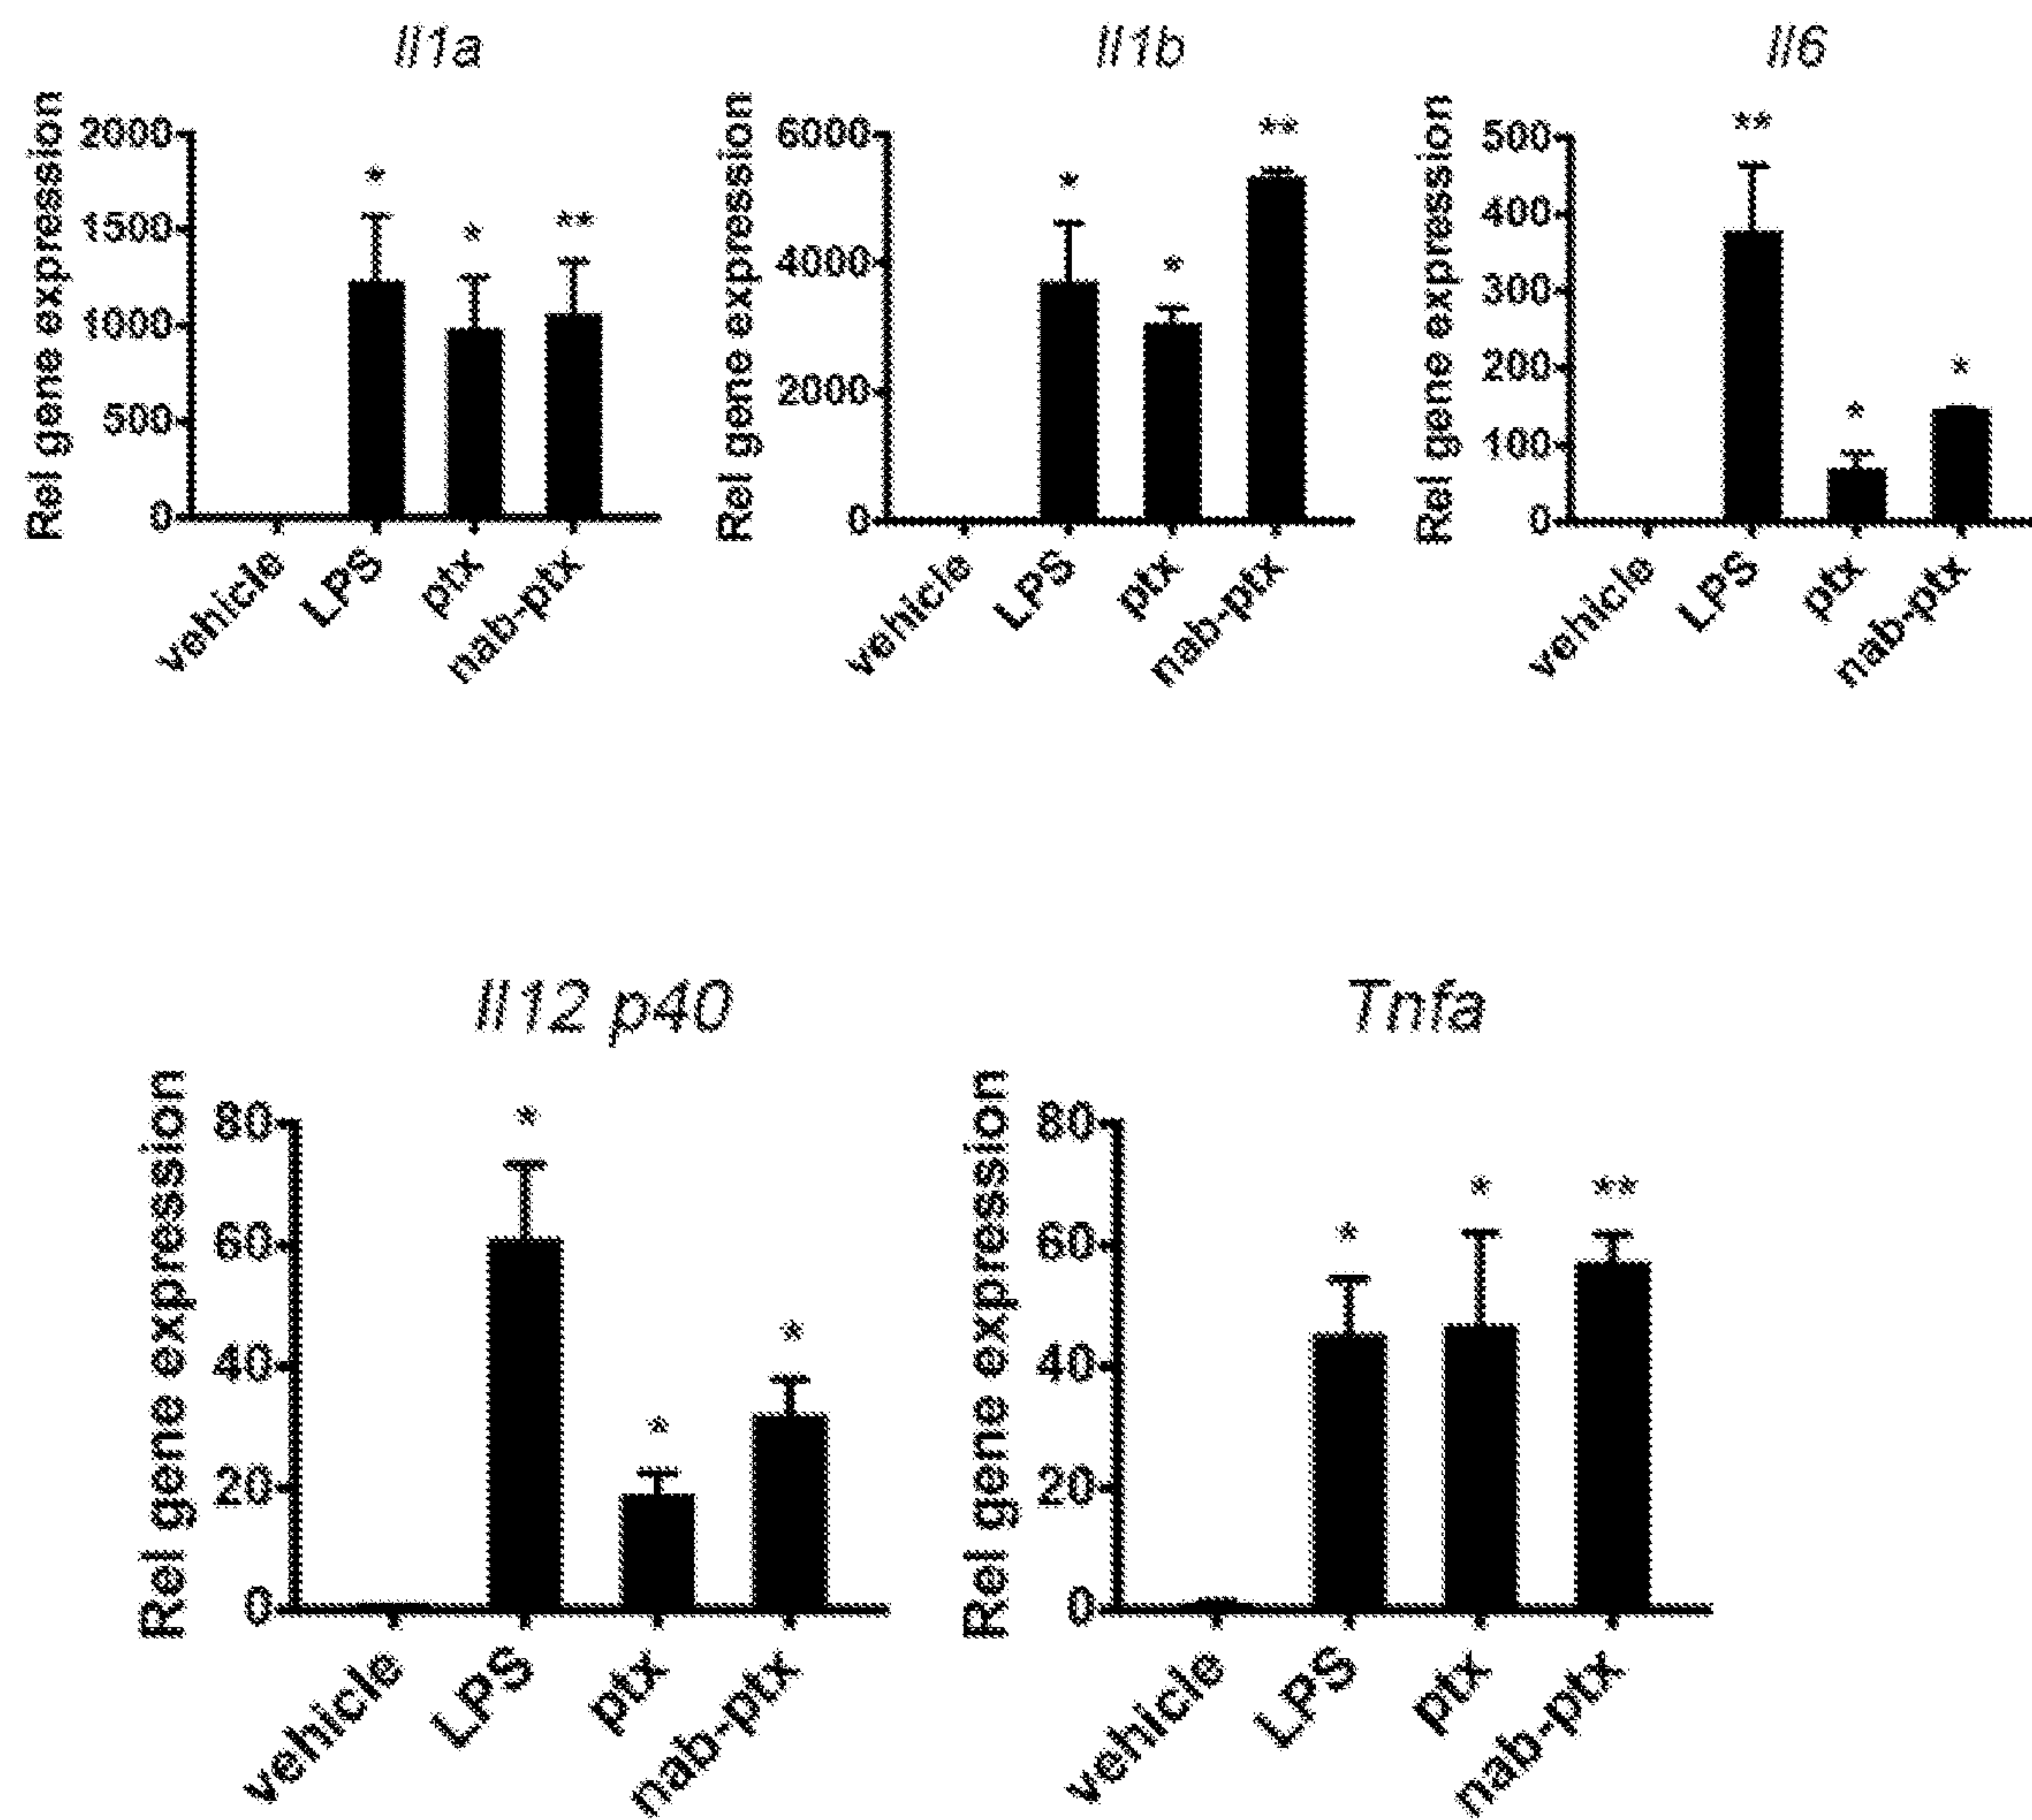 Il1a
Il1b
Il6
Rel gene expression
2000
1500
1000
500
0
*
*
**
vehicle
LPS
ptx
nab-ptx
Rel gene expression
6000
4000
2000
0
*
*
**
vehicle
LPS
ptx
nab-ptx
Rel gene expression
500
400
300
200
100
0
**
*
*
vehicle
LPS
ptx
nab-ptx
Il12 p40
Tnfa
Rel gene expression
80
60
40
20
0
*
*
*
vehicle
LPS
ptx
nab-ptx
Rel gene expression
80
60
40
20
0
*
*
**
vehicle
LPS
ptx
nab-ptx